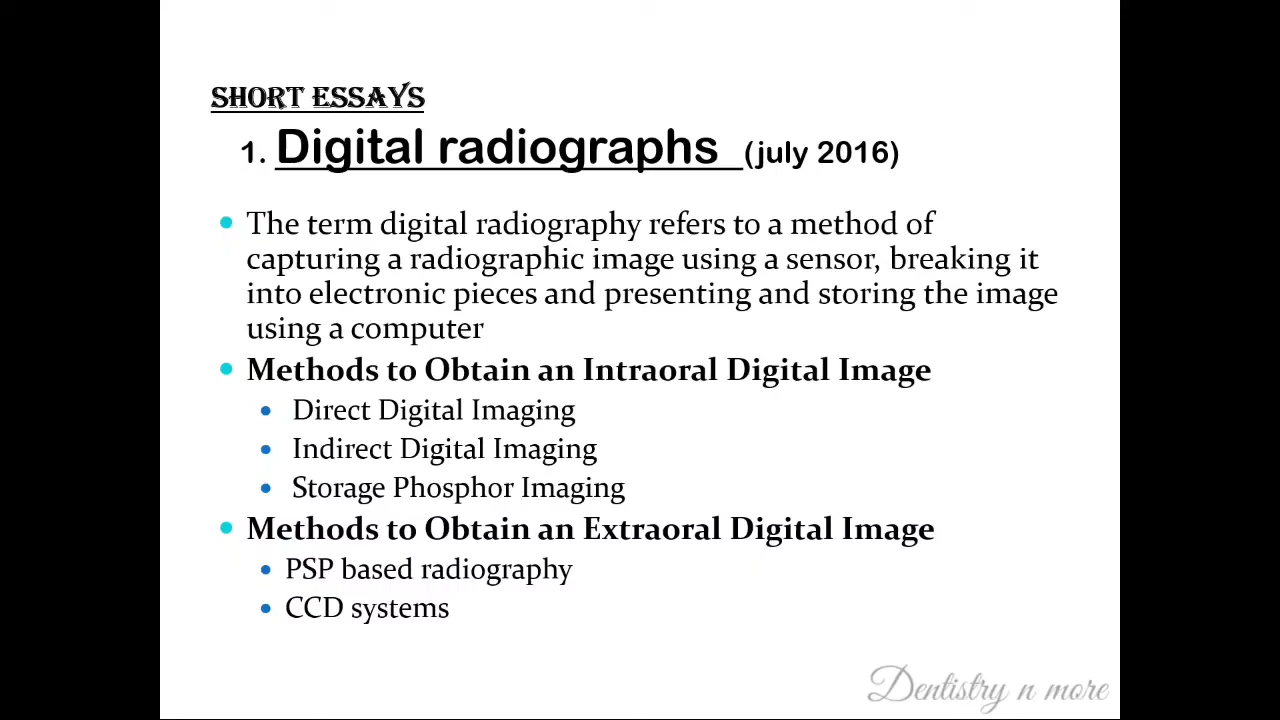 SHORT ESSAYS
1. Digital radiographs (july 2016)
• The term digital radiography refers to a method of
capturing a radiographic image using a sensor, breaking it
into electronic pieces and presenting and storing the image
using a computer
• Methods to Obtain an Intraoral Digital Image
• Direct Digital Imaging
• Indirect Digital Imaging
• Storage Phosphor Imaging
• Methods to Obtain an Extraoral Digital Image
• PSP based radiography
• CCD systems
Dentistry n more